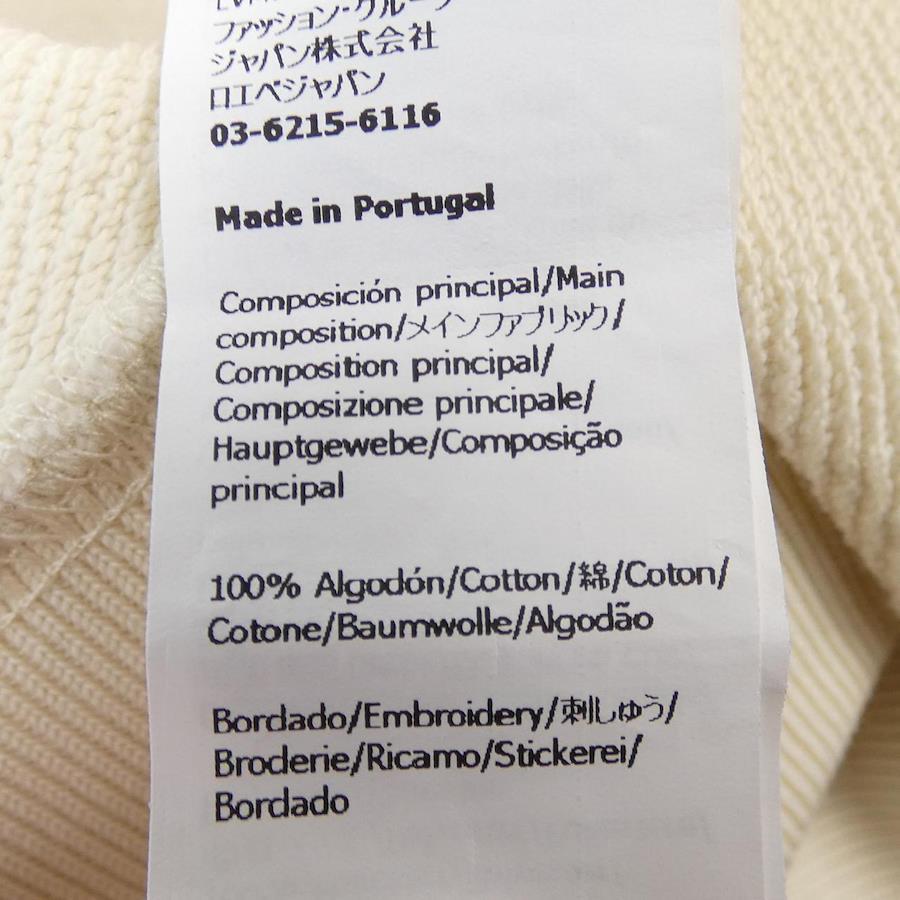 ファッション・グループ
ジャパン株式会社
ロエベジャパン
03-6215-6116
Made in Portugal
Composición principal/Main
composition/メインファブリック/
Composition principal/
Composizione principale/
Hauptgewebe/Composição
principal
100% Algodón/Cotton/綿/Coton/
Cotone/Baumwolle/Algodão
Bordado/Embroidery/刺しゅう/
Broderie/Ricamo/Stickerei/
Bordado